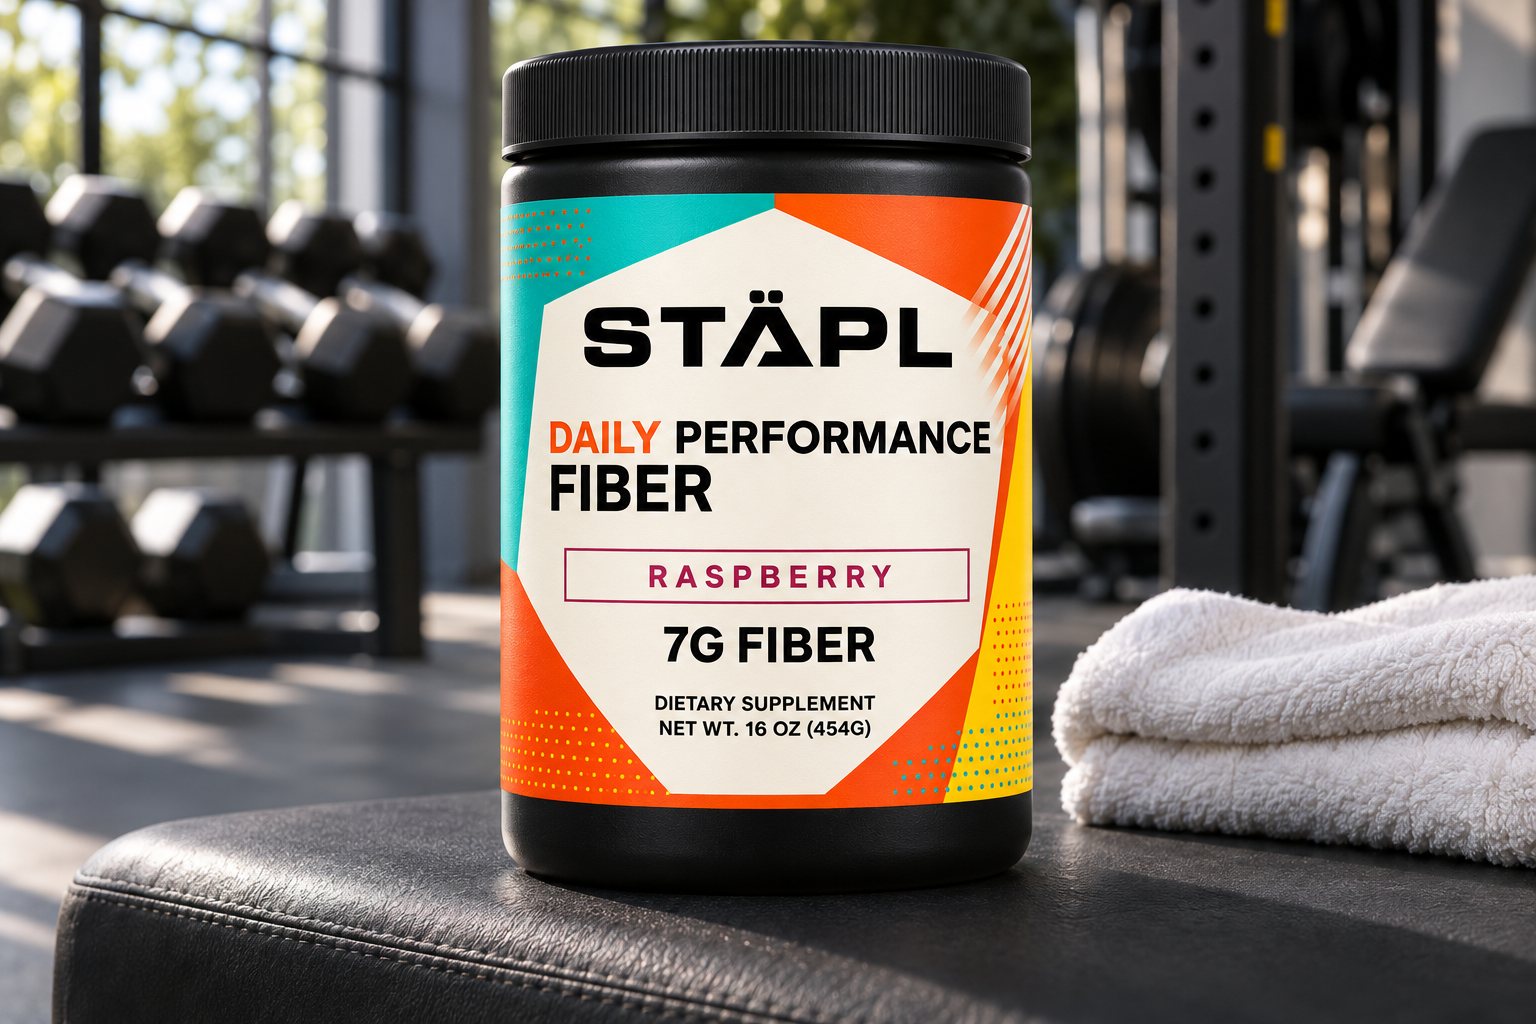 STÄPL
DAILY PERFORMANCE
FIBER
RASPBERRY
7G FIBER
DIETARY SUPPLEMENT
NET WT. 16 OZ (454G)